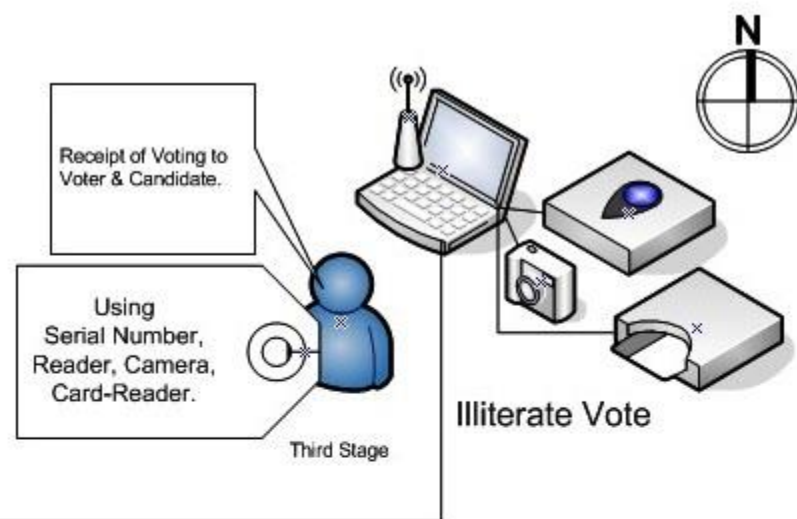 N
Receipt of Voting to
Voter & Candidate.
Using
Serial Number,
Reader, Camera,
Card-Reader.
Third Stage
Illiterate Vote